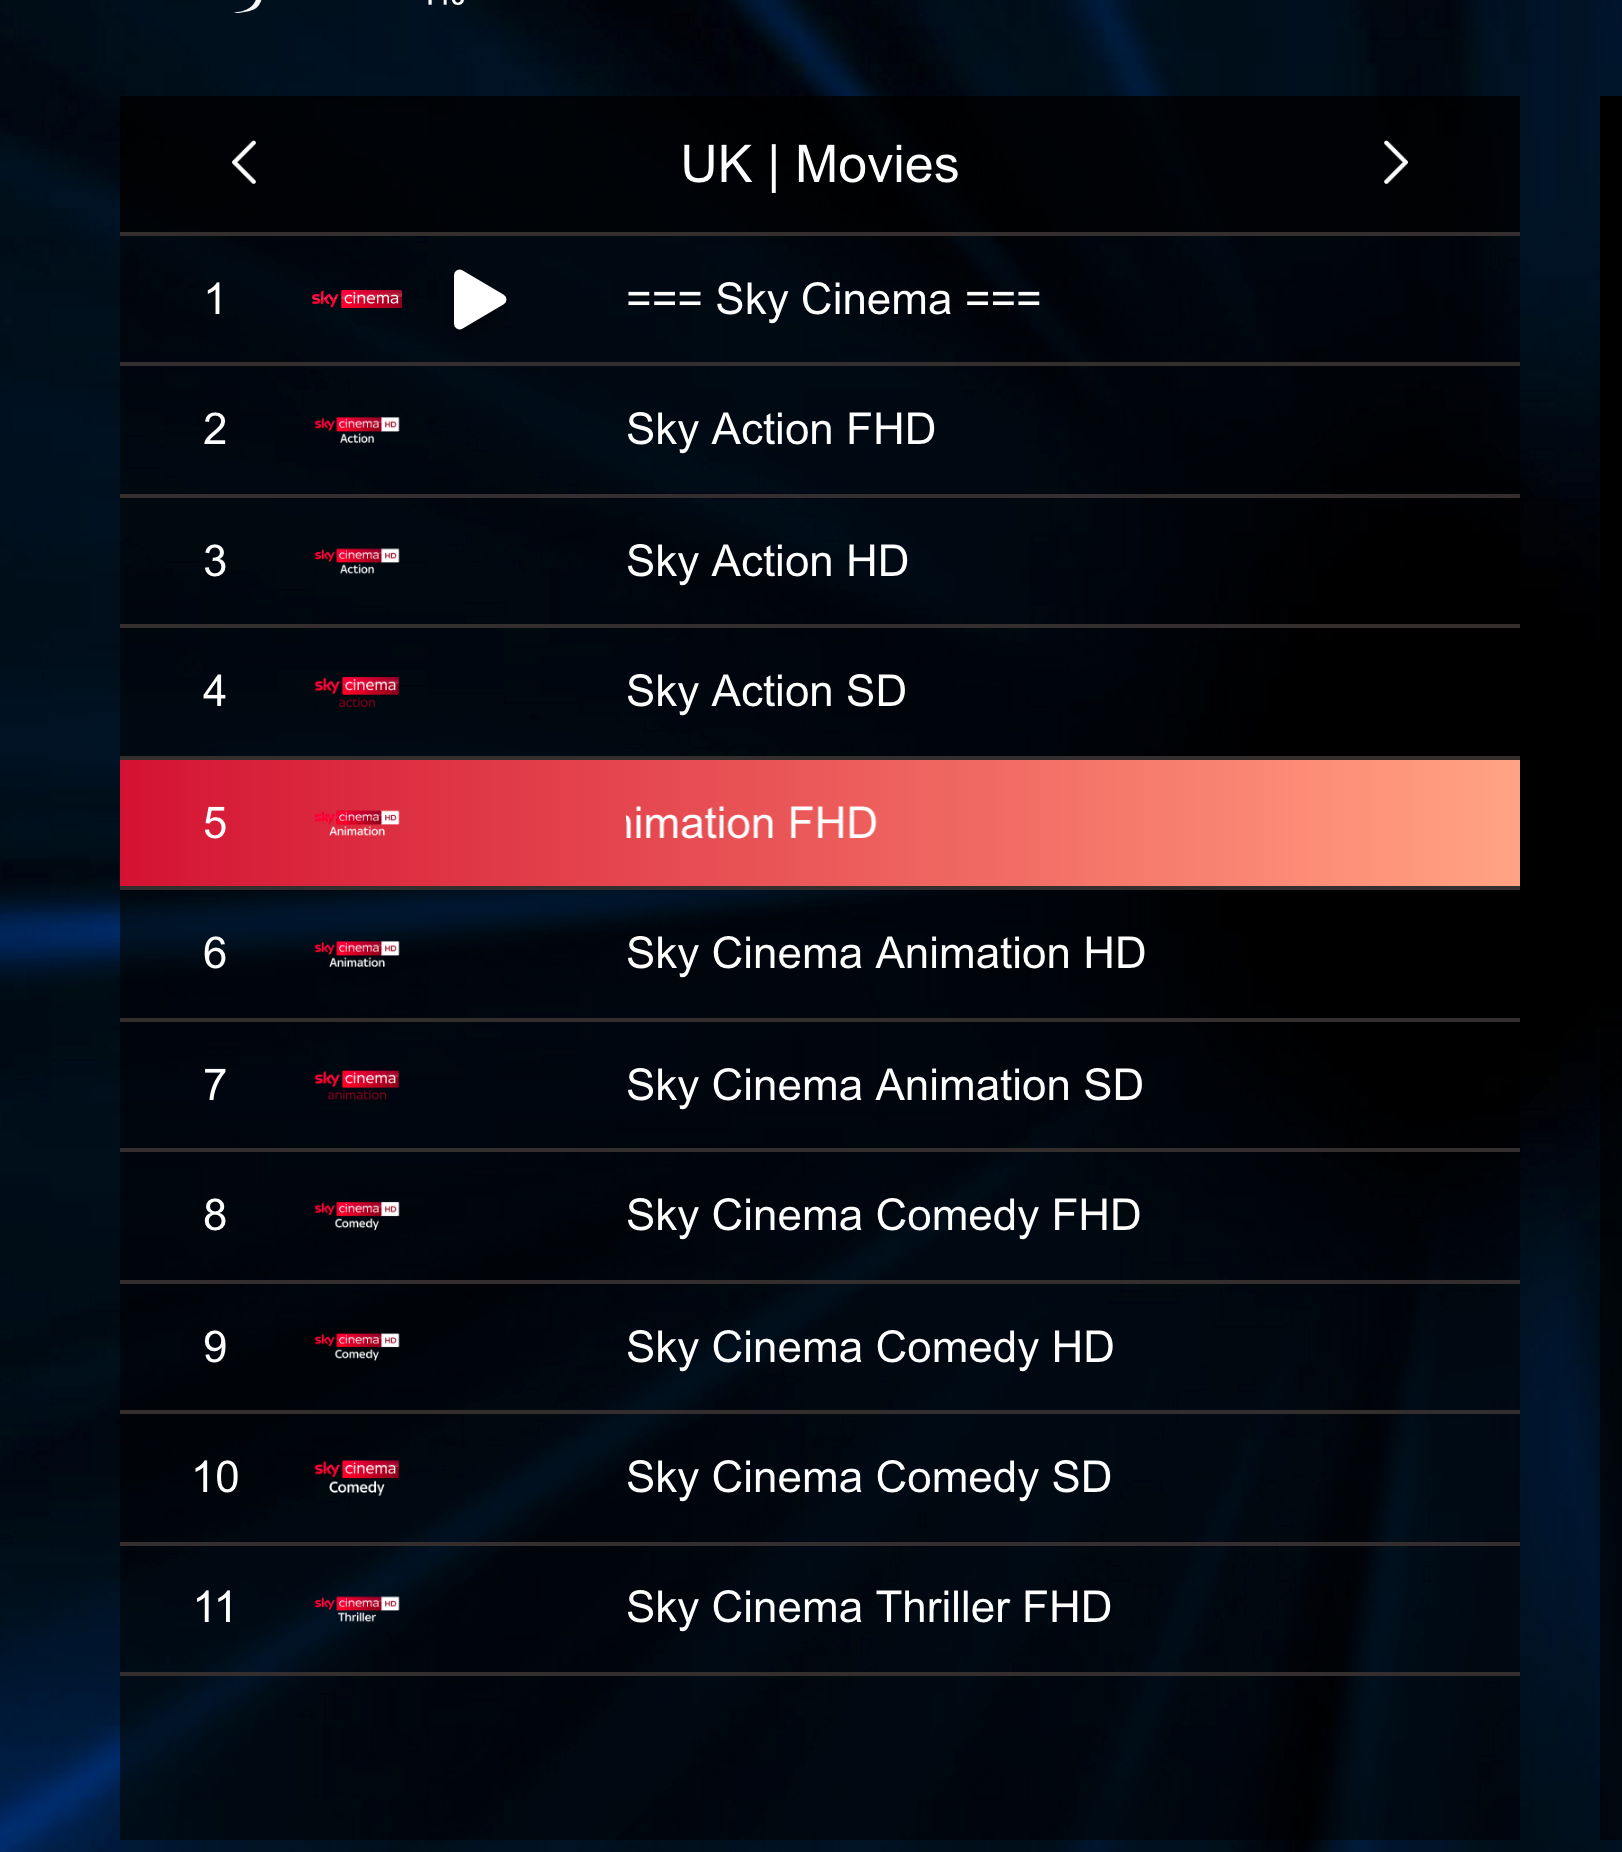 UK | Movies
1 sky cinema === Sky Cinema ===
2 sky cinema HD Action Sky Action FHD
3 sky cinema HD Action Sky Action HD
4 sky cinema action Sky Action SD
5 sky cinema HD Animation nimation FHD
6 sky cinema HD Animation Sky Cinema Animation HD
7 sky cinema animation Sky Cinema Animation SD
8 sky cinema HD Comedy Sky Cinema Comedy FHD
9 sky cinema HD Comedy Sky Cinema Comedy HD
10 sky cinema Comedy Sky Cinema Comedy SD
11 sky cinema HD Thriller Sky Cinema Thriller FHD